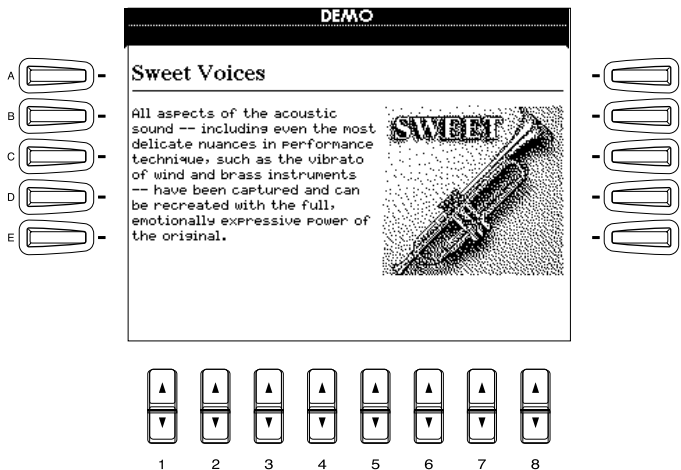 DEMO
Sweet Voices
All aspects of the acoustic
sound -- including even the most
delicate nuances in performance
technique, such as the vibrato
of wind and brass instruments
-- have been captured and can
be recreated with the full,
emotionally expressive power of
the original.
SWEET
A
B
C
D
E
1 2 3 4 5 6 7 8